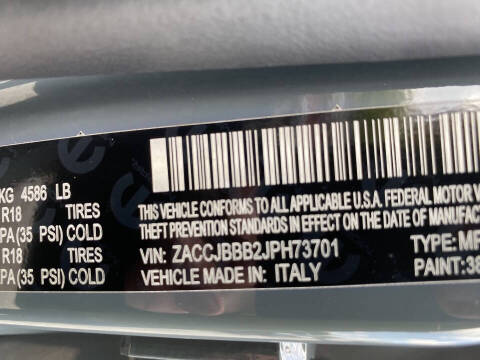 KG 4586 LB
R18 TIRES
PA (35 PSI) COLD
R18 TIRES
PA (35 PSI) COLD
THIS VEHICLE CONFORMS TO ALL APPLICABLE U.S.A. FEDERAL MOTOR
THEFT PREVENTION STANDARDS IN EFFECT ON THE DATE OF MANUFACTURE
VIN: ZACCJBBB2JPH73701 TYPE: MP
VEHICLE MADE IN: ITALY PAINT: 38